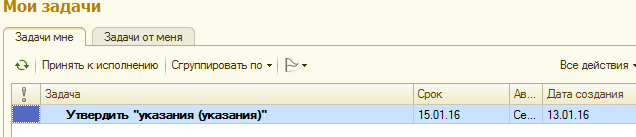 Мои задачи
Задачи мне Задачи от меня
Принять к исполнению Сгруппировать по Все действия
! Задача Срок Ав... Дата создания
Утвердить "указания (указания)" 15.01.16 Се... 13.01.16